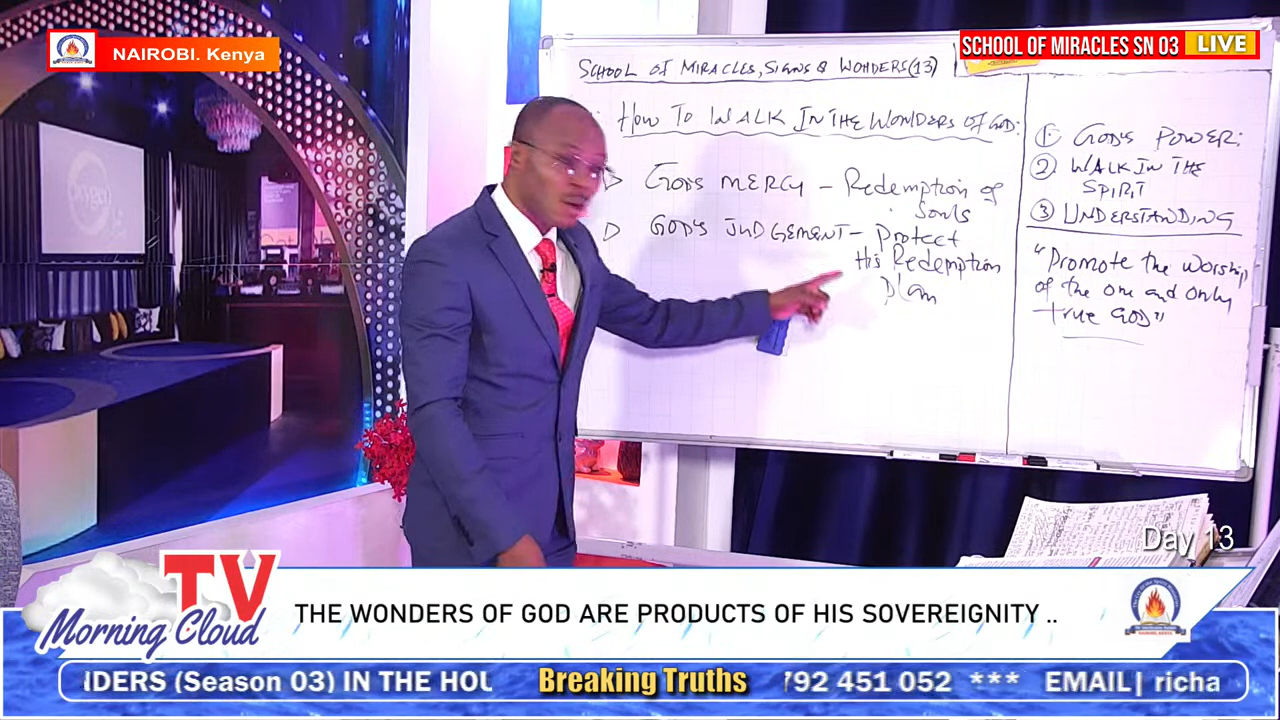 NAIROBI. Kenya
SCHOOL OF MIRACLES SN 03 LIVE
SCHOOL OF MIRACLES, SIGNS & WONDERS (13)
HOW TO WALK IN THE WONDERS OF GOD:
GOD'S MERCY - Redemption of
Souls
GOD'S JUDGEMENT - Protect
His Redemption
Plan
① GOD'S POWER:
② WALK IN THE
SPIRIT
③ UNDERSTANDING
"Promote the worship
of the one and only
true GOD"
Oxygen
Day 13
TV
Morning Cloud
THE WONDERS OF GOD ARE PRODUCTS OF HIS SOVEREIGNITY ..
NDERS (Season 03) IN THE HOU
Breaking Truths
792 451 052 *** EMAIL| richa